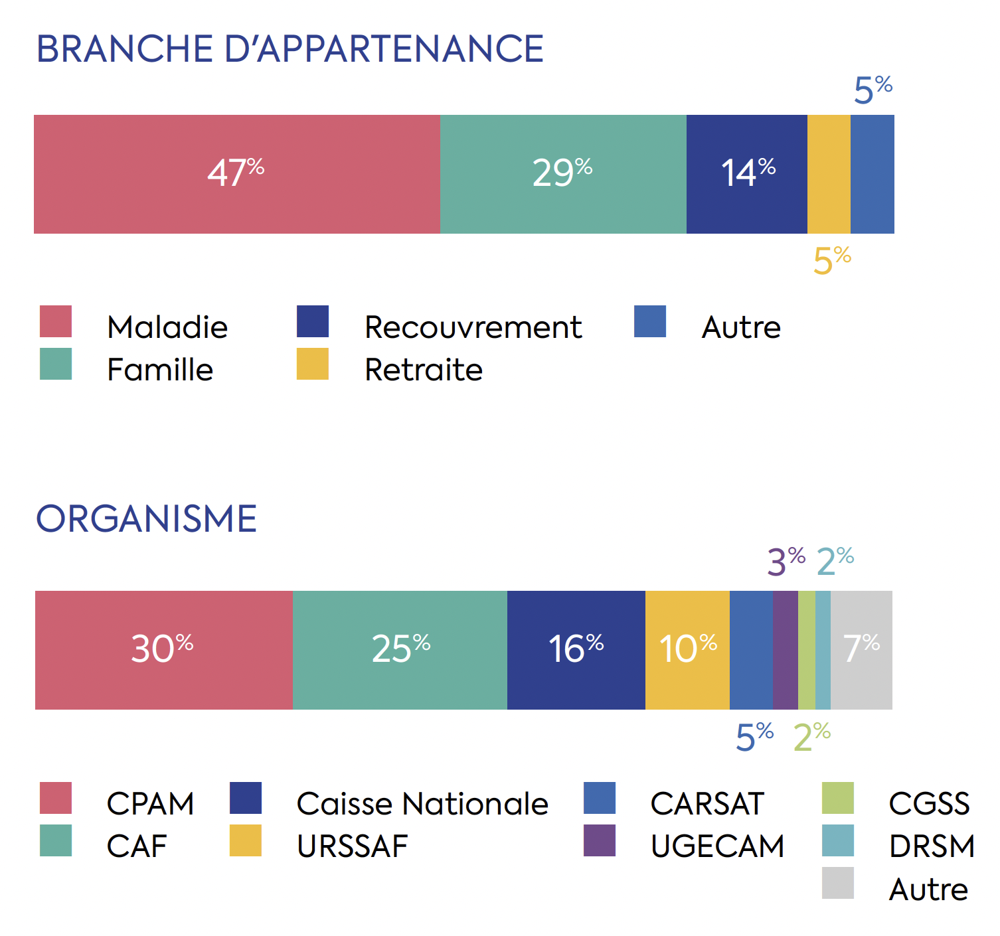 BRANCHE D'APPARTENANCE
5%
47% 29% 14%
5%
Maladie Recouvrement Autre
Famille Retraite
ORGANISME
3% 2%
30% 25% 16% 10% 7%
5% 2%
CPAM Caisse Nationale CARSAT CGSS
CAF URSSAF UGECAM DRSM
Autre